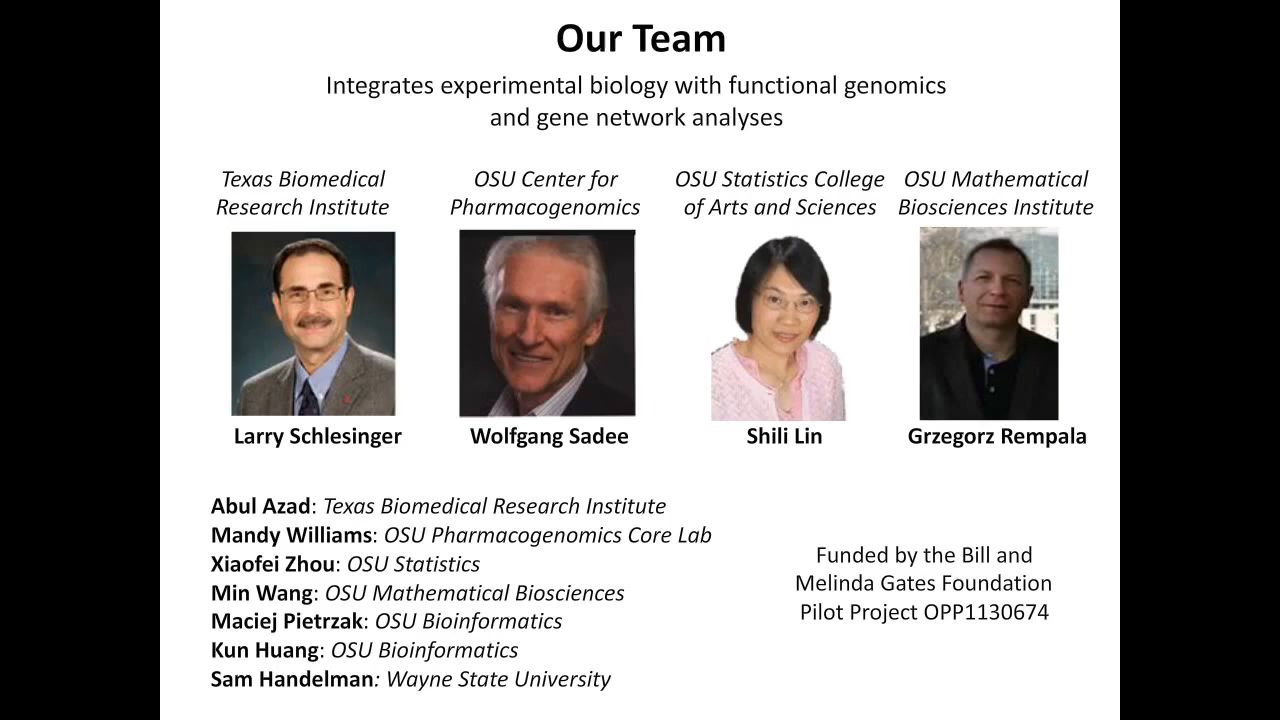 Our Team
Integrates experimental biology with functional genomics
and gene network analyses
Texas Biomedical
Research Institute
OSU Center for
Pharmacogenomics
OSU Statistics College
of Arts and Sciences
OSU Mathematical
Biosciences Institute
Larry Schlesinger
Wolfgang Sadee
Shili Lin
Grzegorz Rempala
Abul Azad: Texas Biomedical Research Institute
Mandy Williams: OSU Pharmacogenomics Core Lab
Xiaofei Zhou: OSU Statistics
Min Wang: OSU Mathematical Biosciences
Maciej Pietrzak: OSU Bioinformatics
Kun Huang: OSU Bioinformatics
Sam Handelman: Wayne State University
Funded by the Bill and
Melinda Gates Foundation
Pilot Project OPP1130674